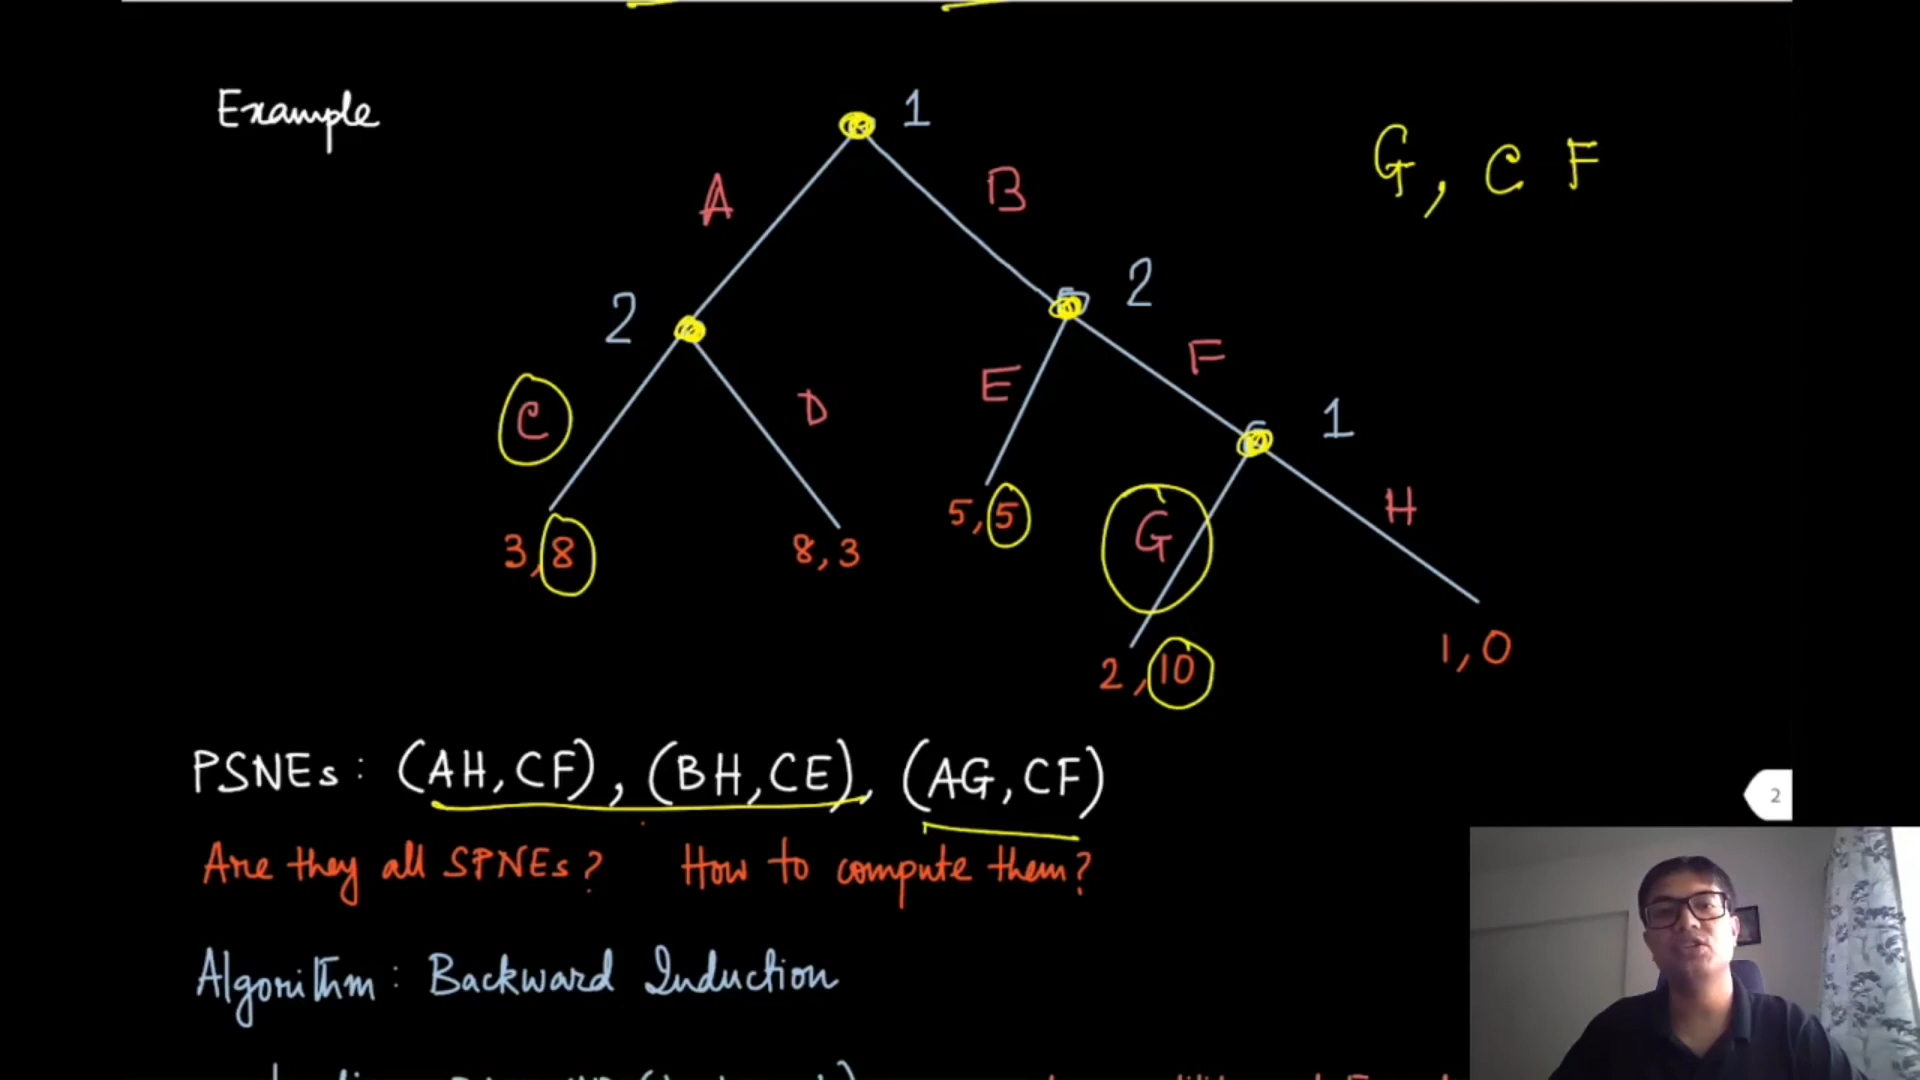 Example
1
G, C F
A
B
2
2
C
D
E
F
1
3,8
8,3
5,5
G
H
2,10
1,0
PSNEs: (AH,CF), (BH,CE), (AG,CF)
2
Are they all SPNEs? How to compute them?
Algorithm: Backward Induction